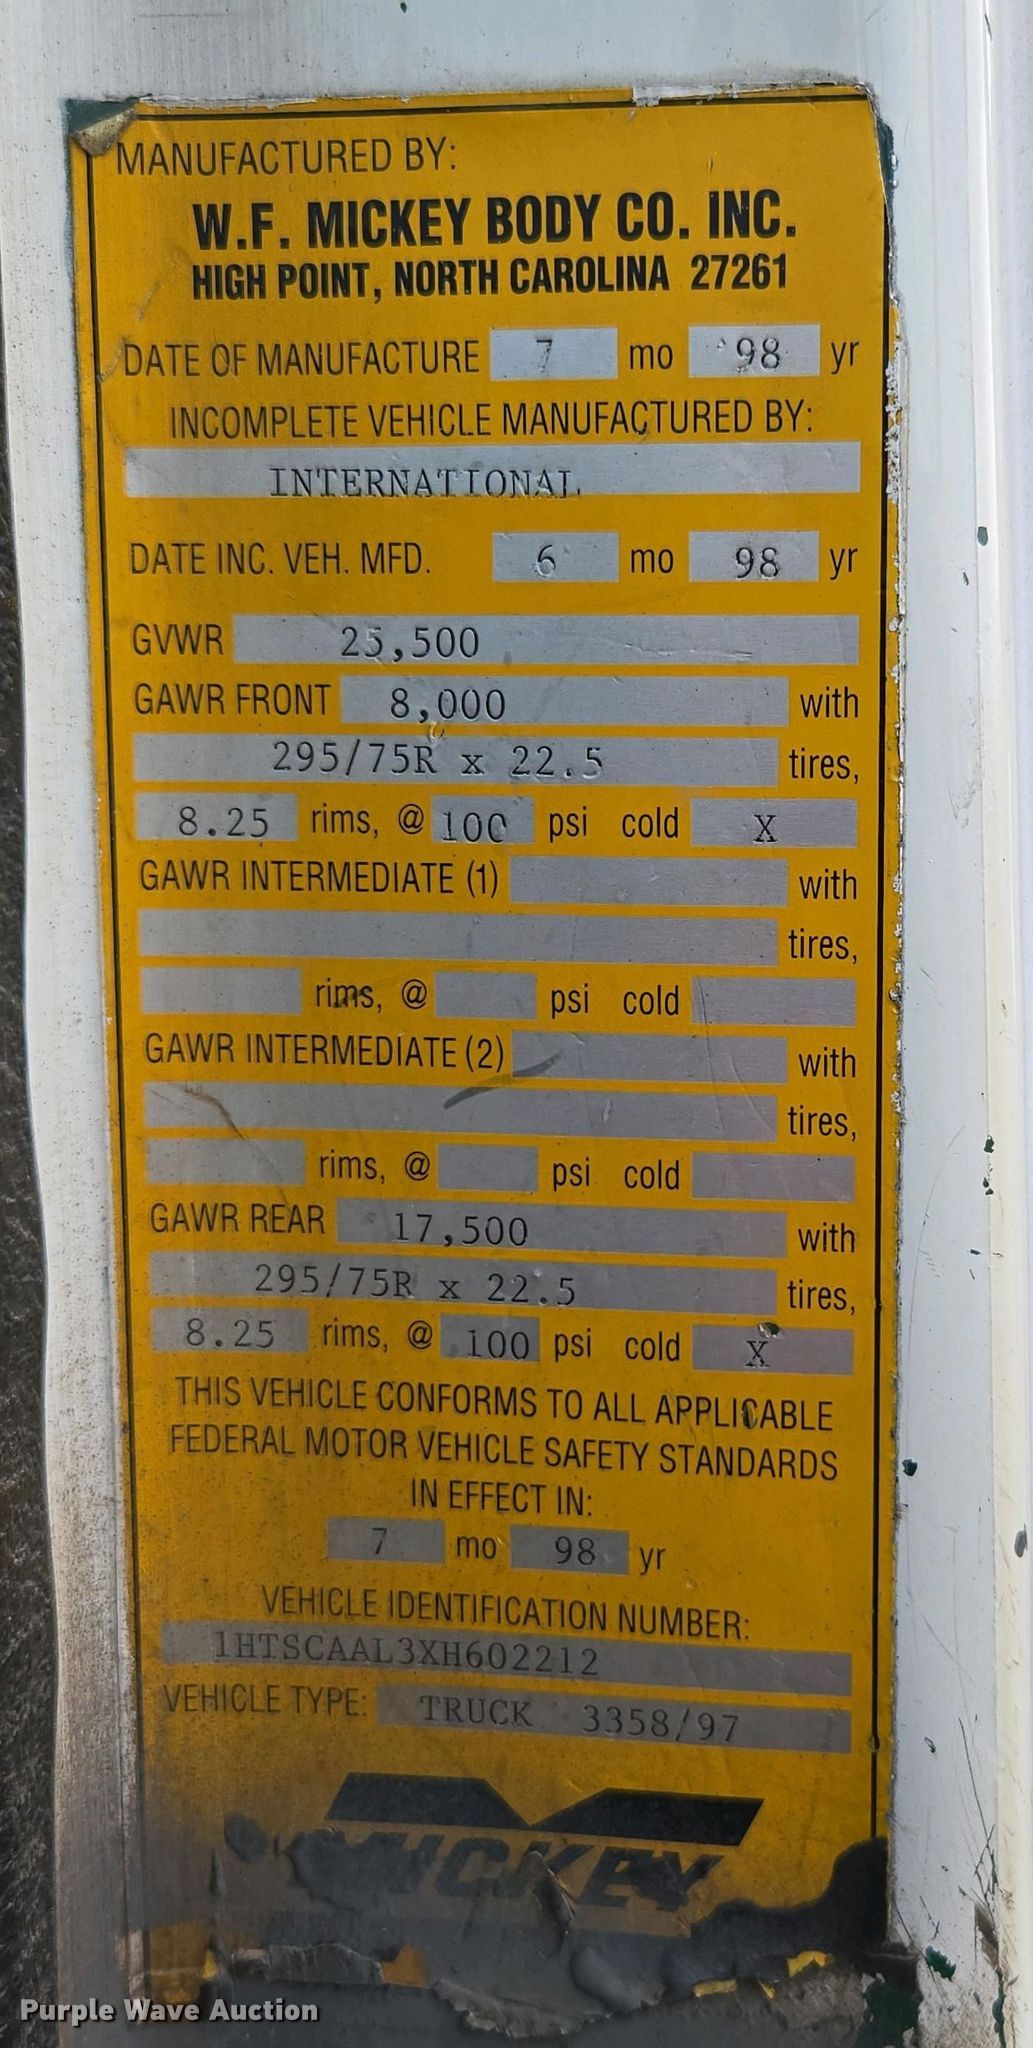 MANUFACTURED BY:
W.F. MICKEY BODY CO. INC.
HIGH POINT, NORTH CAROLINA 27261
DATE OF MANUFACTURE 7 mo 98 yr
INCOMPLETE VEHICLE MANUFACTURED BY:
INTERNATIONAL
DATE INC. VEH. MFD. 6 mo 98 yr
GVWR 25,500
GAWR FRONT 8,000 with
295/75R x 22.5 tires,
8.25 rims, @ 100 psi cold X
GAWR INTERMEDIATE (1) with
tires,
rims, @ psi cold
GAWR INTERMEDIATE (2) with
tires,
rims, @ psi cold
GAWR REAR 17,500 with
295/75R x 22.5 tires,
8.25 rims, @ 100 psi cold X
THIS VEHICLE CONFORMS TO ALL APPLICABLE
FEDERAL MOTOR VEHICLE SAFETY STANDARDS
IN EFFECT IN:
7 mo 98 yr
VEHICLE IDENTIFICATION NUMBER:
1HTSCAAL3XH602212
VEHICLE TYPE: TRUCK 3358/97
MICKEY
Purple Wave Auction